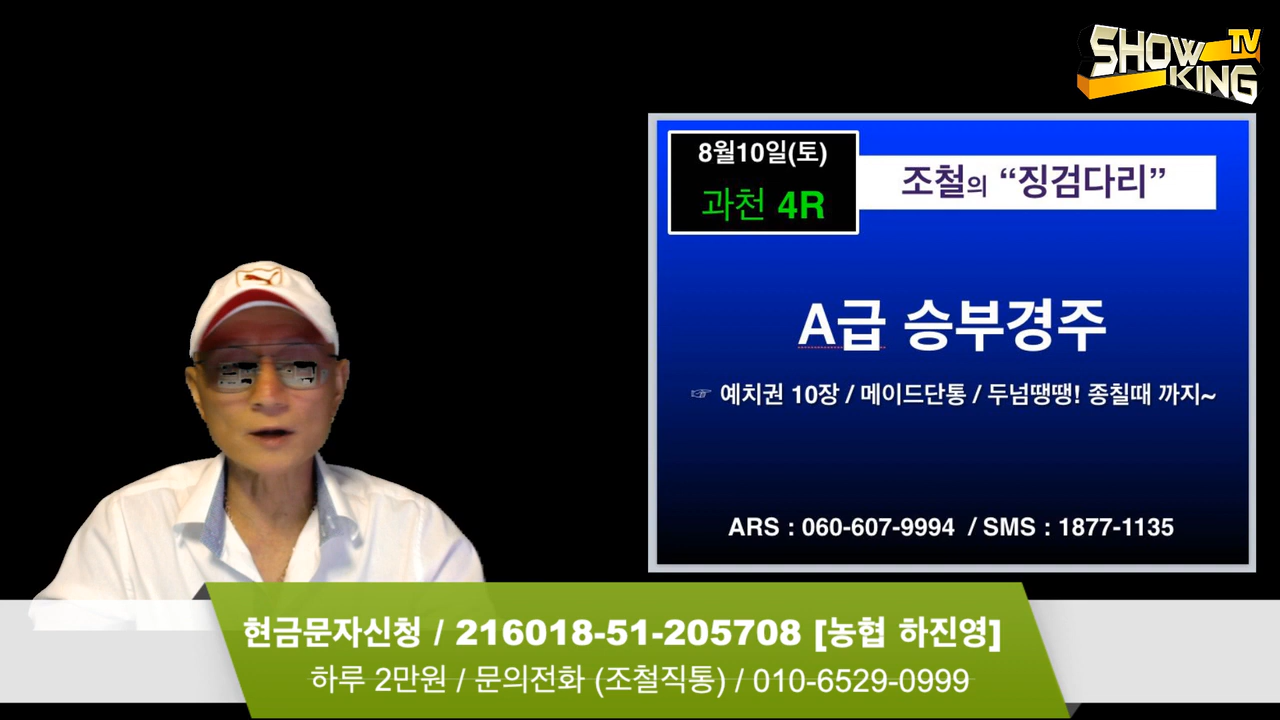 SHOW TV
KING
8월10일(토)
과천 4R
조철의 “징검다리”
A급 승부경주
☞ 예치권 10장 / 메이드단통 / 두넘땡땡! 종칠때 까지~
ARS : 060-607-9994 / SMS : 1877-1135
현금문자신청 / 216018-51-205708 [농협 하진영]
하루 2만원 / 문의전화 (조철직통) / 010-6529-0999